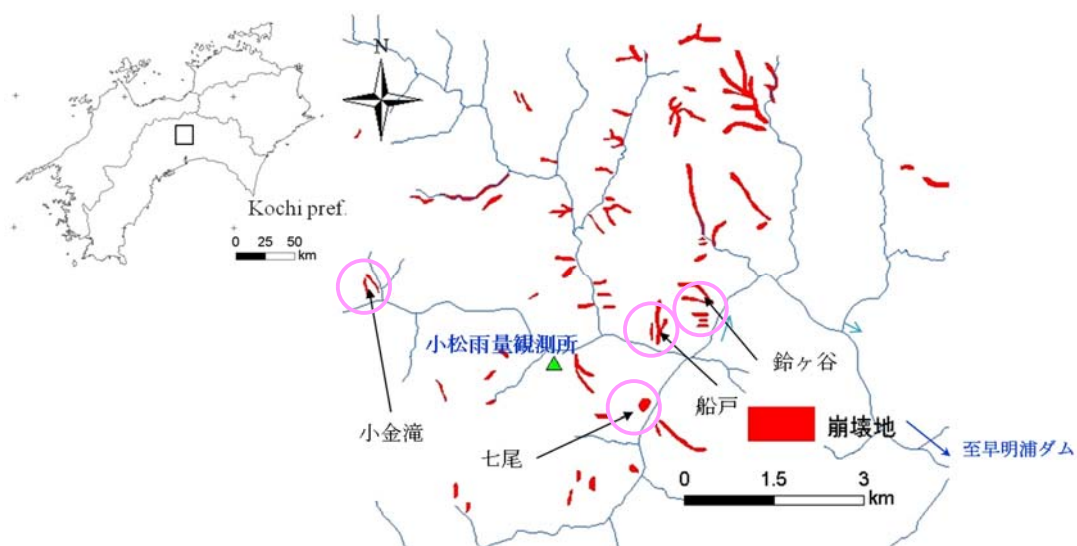 N
Kochi pref.
0 25 50
km
小松雨量観測所
鈴ヶ谷
船戸
小金滝
七尾
崩壊地
至早明浦ダム
0 1.5 3
km